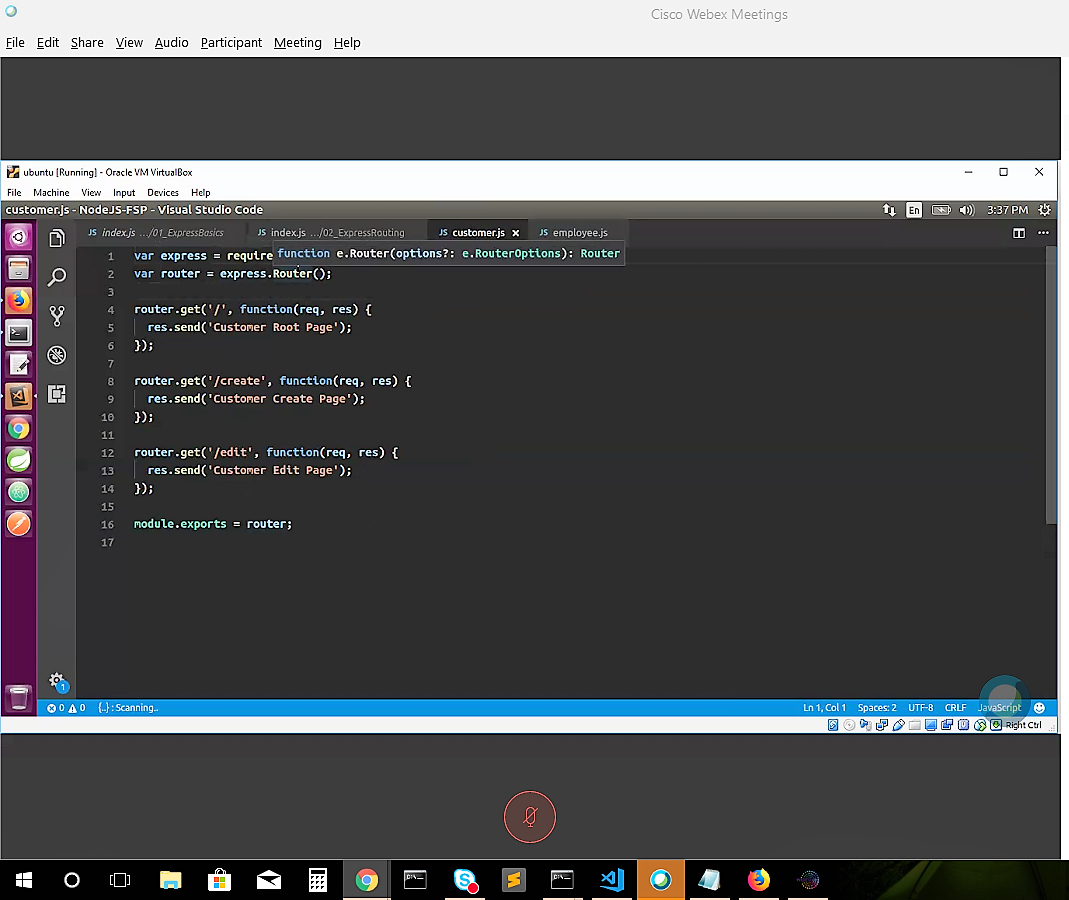 Cisco Webex Meetings
File Edit Share View Audio Participant Meeting Help
ubuntu [Running] - Oracle VM VirtualBox
File Machine View Input Devices Help
customer.js - NodeJS-FSP - Visual Studio Code
En
3:37 PM
JS index.js .../01_ExpressBasics
JS index.js .../02_ExpressRouting
JS customer.js ×
JS employee.js
function e.Router(options?: e.RouterOptions): Router
1 var express = require
2 var router = express.Router();
3
4 router.get('/', function(req, res) {
5 res.send('Customer Root Page');
6 });
7
8 router.get('/create', function(req, res) {
9 res.send('Customer Create Page');
10 });
11
12 router.get('/edit', function(req, res) {
13 res.send('Customer Edit Page');
14 });
15
16 module.exports = router;
17
1
0 0 {..} : Scanning..
Ln 1, Col 1 Spaces: 2 UTF-8 CRLF JavaScript
Right Ctrl